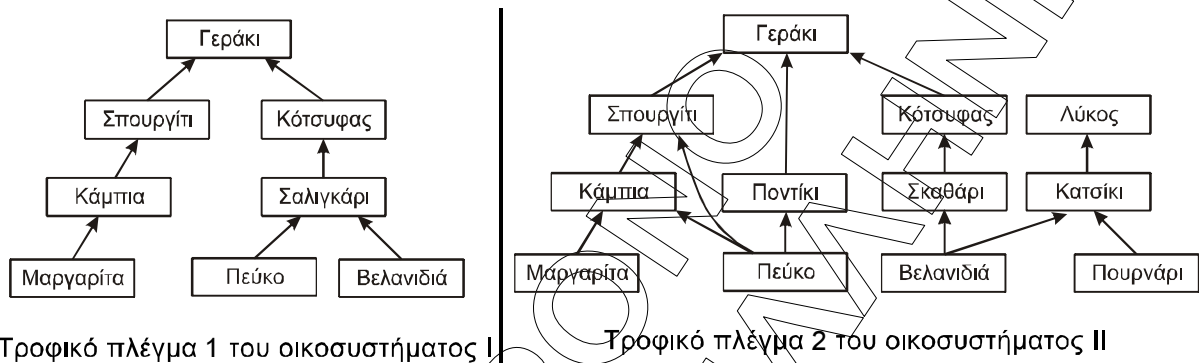 Γεράκι
Σπουργίτι Κότσυφας
Κάμπια Σαλιγκάρι
Μαργαρίτα Πεύκο Βελανιδιά
Τροφικό πλέγμα 1 του οικοσυστήματος I
Γεράκι
Σπουργίτι Κότσυφας Λύκος
Κάμπια Ποντίκι Σκαθάρι Κατσίκι
Μαργαρίτα Πεύκο Βελανιδιά Πουρνάρι
Τροφικό πλέγμα 2 του οικοσυστήματος II